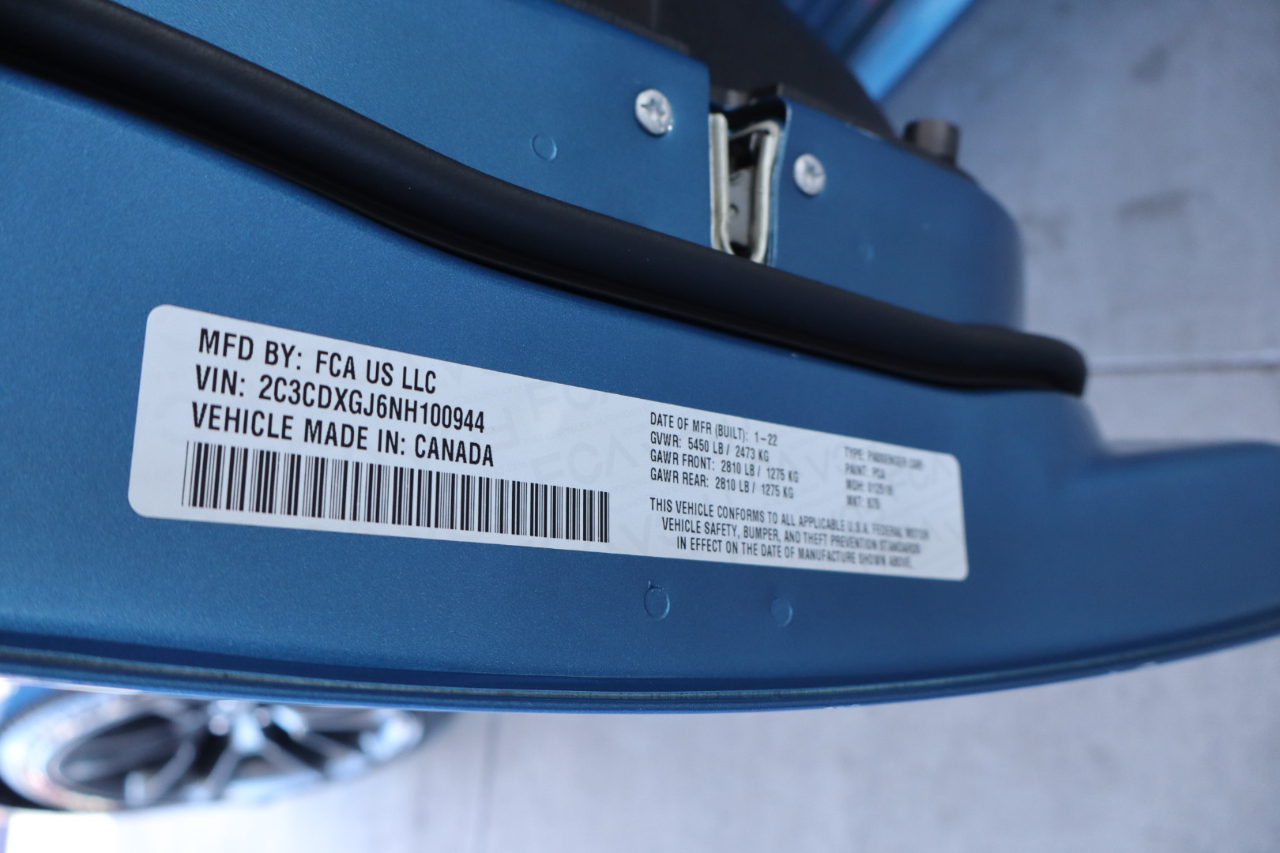 MFD BY: FCA US LLC
VIN: 2C3CDXGJ6NH100944
VEHICLE MADE IN: CANADA
DATE OF MFR (BUILT): 1-22
GVWR: 5450 LB / 2473 KG
GAWR FRONT: 2810 LB / 1275 KG
GAWR REAR: 2810 LB / 1275 KG
TYPE: PASSENGER CAR
PAINT:
MDH:
VNT:
THIS VEHICLE CONFORMS TO ALL APPLICABLE U.S.A. FEDERAL MOTOR
VEHICLE SAFETY, BUMPER, AND THEFT PREVENTION STANDARDS
IN EFFECT ON THE DATE OF MANUFACTURE SHOWN ABOVE.